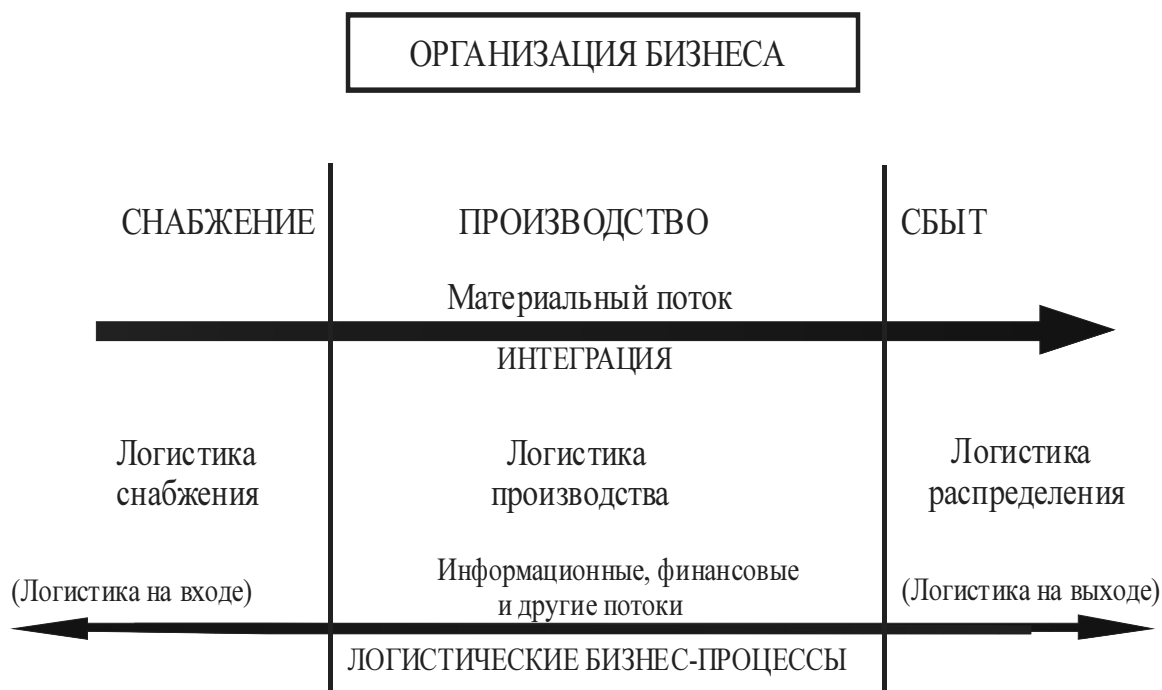 ОРГАНИЗАЦИЯ БИЗНЕСА
СНАБЖЕНИЕ
ПРОИЗВОДСТВО
СБЫТ
Материальный поток
ИНТЕГРАЦИЯ
Логистика
снабжения
Логистика
производства
Логистика
распределения
(Логистика на входе)
Информационные, финансовые
и другие потоки
(Логистика на выходе)
ЛОГИСТИЧЕСКИЕ БИЗНЕС-ПРОЦЕССЫ